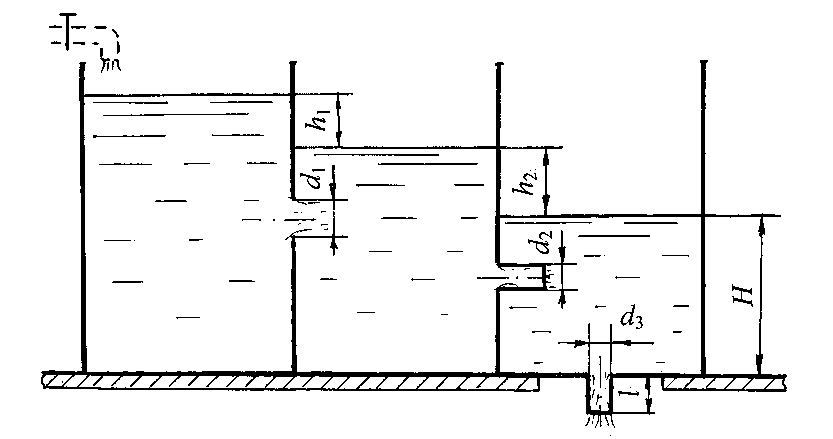 h₁
d₁
h₂
d₂
H
d₃
l